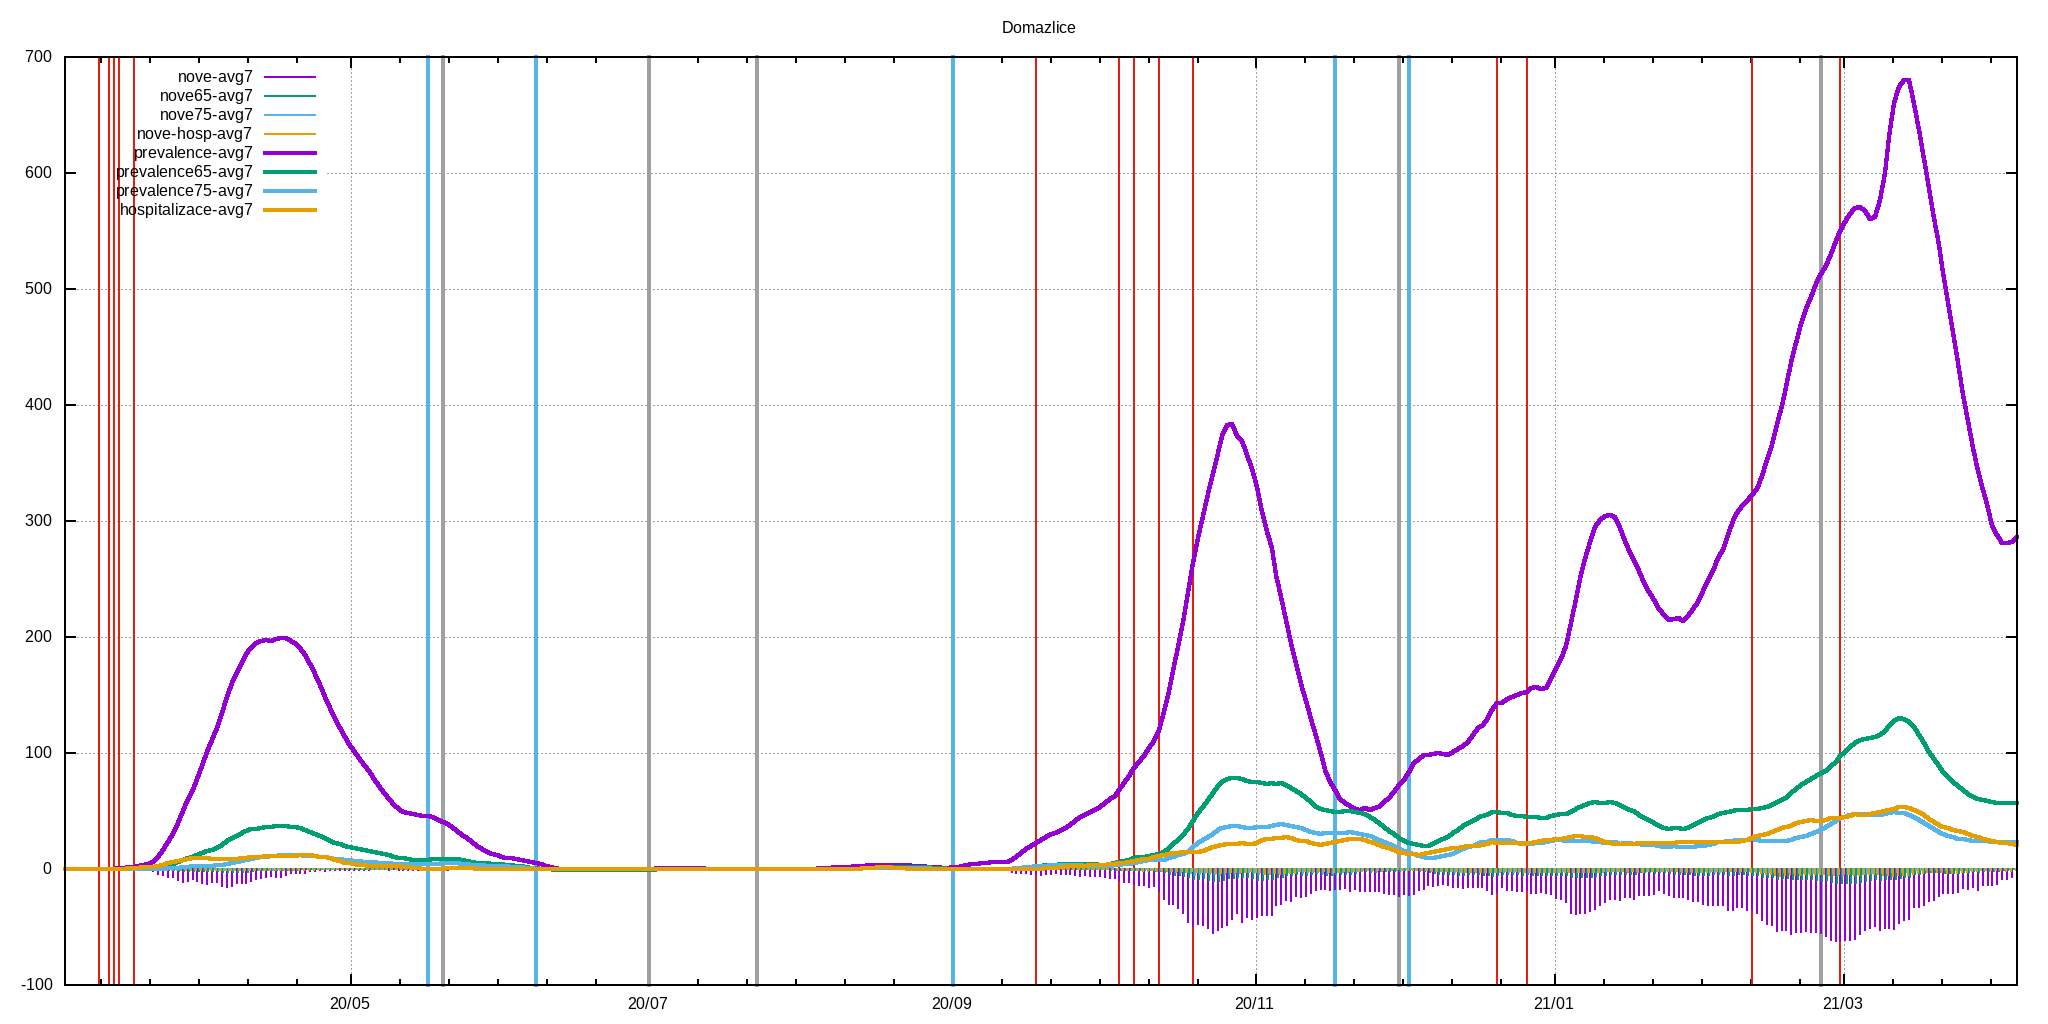 Domazlice
700
600
500
400
300
200
100
0
-100
nove-avg7
nove65-avg7
nove75-avg7
nove-hosp-avg7
prevalence-avg7
prevalence65-avg7
prevalence75-avg7
hospitalizace-avg7
20/05 20/07 20/09 20/11 21/01 21/03